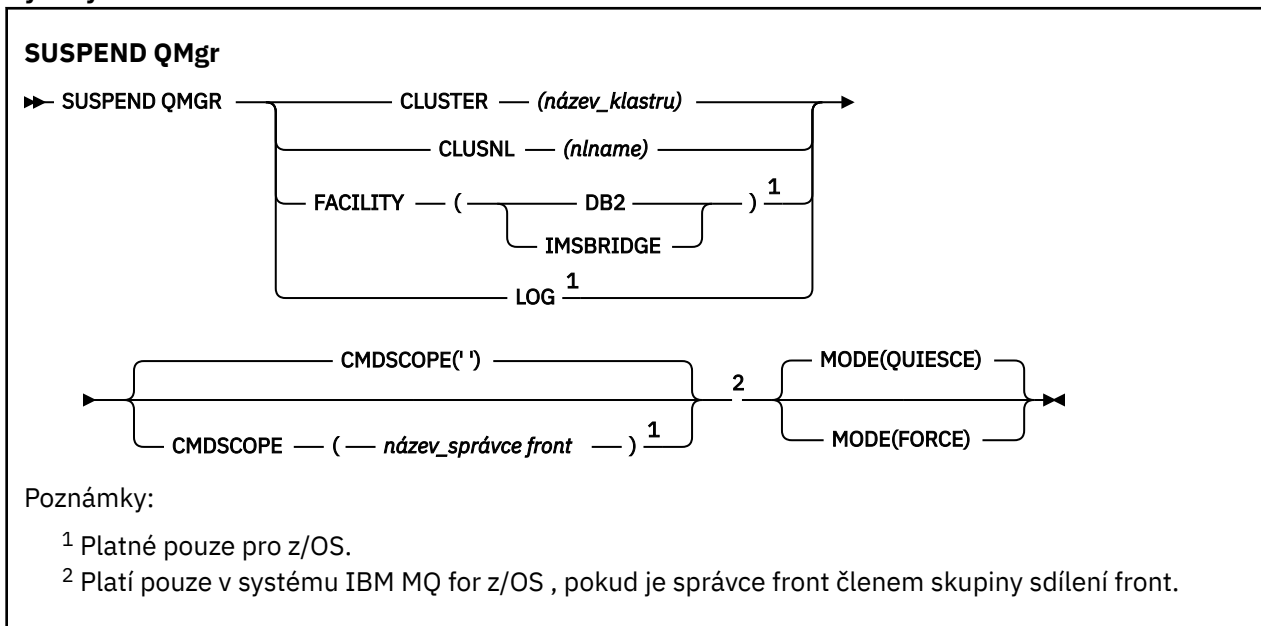 SUSPEND QMgr
SUSPEND QMGR CLUSTER (název_klastru)
CLUSNL (nlname)
FACILITY ( DB2 ) 1
IMSBRIDGE
LOG 1
CMDSCOPE(' ') 2 MODE(QUIESCE)
CMDSCOPE ( název_správce front ) 1 MODE(FORCE)
Poznámky:
1 Platné pouze pro z/OS.
2 Platí pouze v systému IBM MQ for z/OS , pokud je správce front členem skupiny sdílení front.